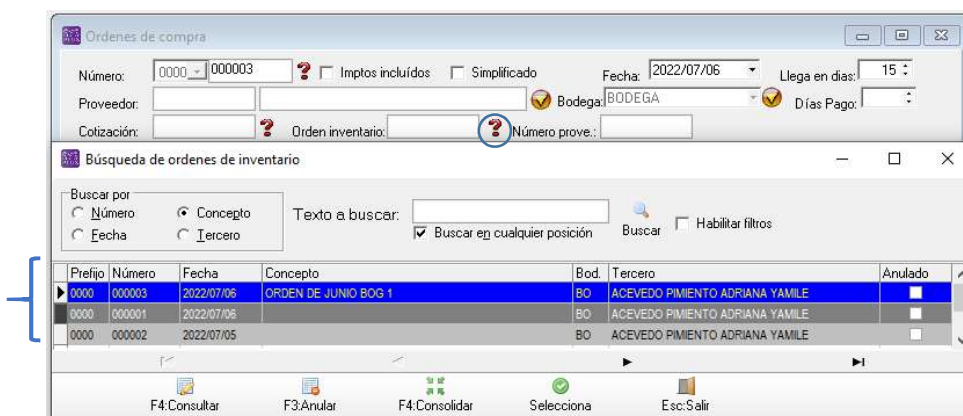 Ordenes de compra
Número: 0000 000003 ? Imptos incluídos Simplificado Fecha: 2022/07/06 Llega en dias: 15
Proveedor: Bodega: BODEGA Días Pago:
Cotización: ? Orden inventario: ? Número prove.:
Búsqueda de ordenes de inventario
Buscar por
Número Concepto Texto a buscar: Buscar Habilitar filtros
Fecha Tercero Buscar en cualquier posición
Prefijo Número Fecha Concepto Bod. Tercero Anulado
0000 000003 2022/07/06 ORDEN DE JUNIO BOG 1 BO ACEVEDO PIMIENTO ADRIANA YAMILE
0000 000001 2022/07/06 BO ACEVEDO PIMIENTO ADRIANA YAMILE
0000 000002 2022/07/05 BO ACEVEDO PIMIENTO ADRIANA YAMILE
F4:Consultar F3:Anular F4:Consolidar Selecciona Esc:Salir